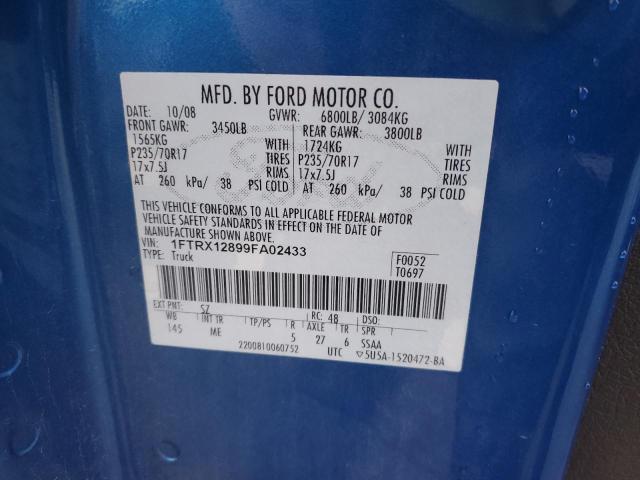 MFD. BY FORD MOTOR CO.
DATE: 10/08 GVWR: 6800LB/ 3084KG
FRONT GAWR: 3450LB REAR GAWR: 3800LB
1565KG WITH 1724KG WITH
P235/70R17 TIRES P235/70R17 TIRES
17x7.5J RIMS 17x7.5J RIMS
AT 260 kPa/ 38 PSI COLD AT 260 kPa/ 38 PSI COLD
THIS VEHICLE CONFORMS TO ALL APPLICABLE FEDERAL MOTOR
VEHICLE SAFETY STANDARDS IN EFFECT ON THE DATE OF
MANUFACTURE SHOWN ABOVE.
VIN: 1FTRX12899FA02433 F0052
TYPE: Truck T0697
EXT PNT: SZ RC: 48 DSO:
WB INT TR TP/PS R AXLE TR SPR
145 ME 5 27 6 SSAA
2200810060752 UTC ▽5U5A-1520472-BA
Ford